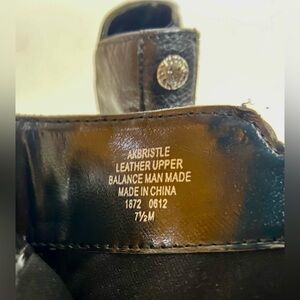 AKBRISTLE
LEATHER UPPER
BALANCE MAN MADE
MADE IN CHINA
1872 0612
7½M